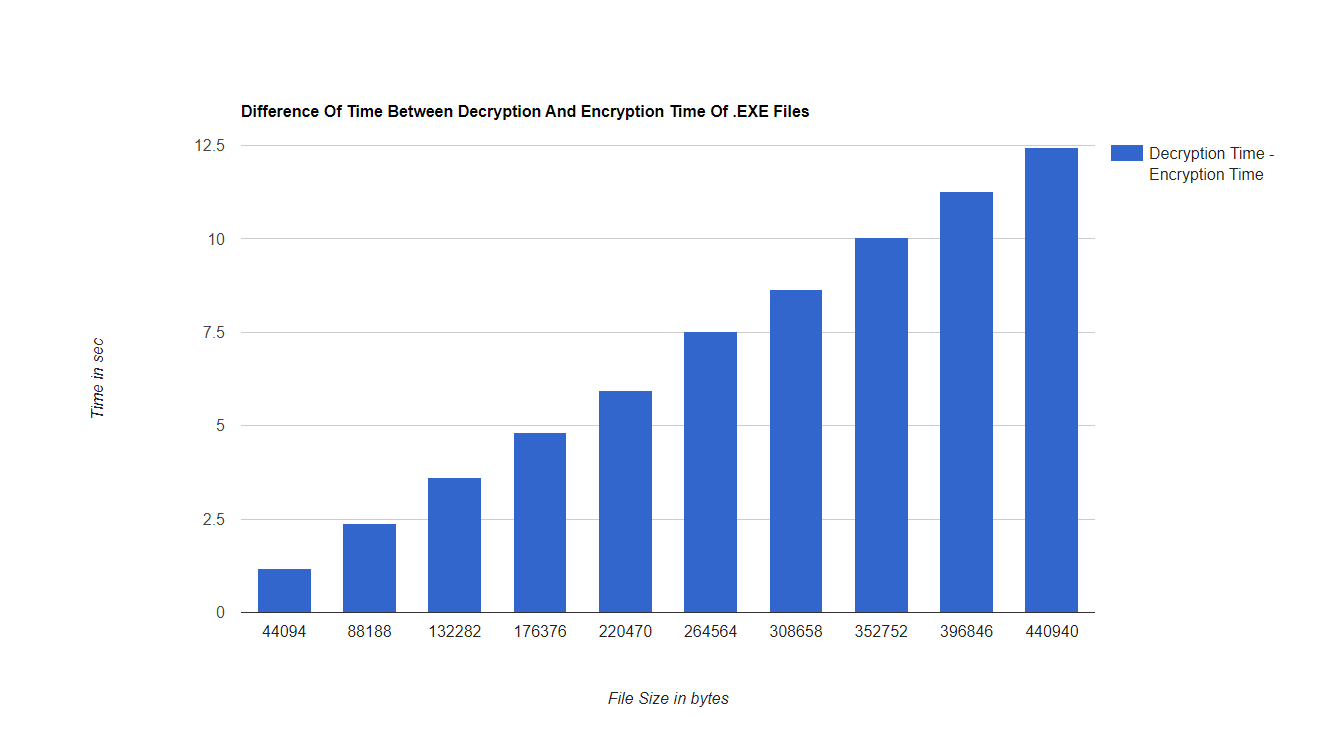 Difference Of Time Between Decryption And Encryption Time Of .EXE Files
12.5
10
7.5
5
2.5
0
Time in sec
44094 88188 132282 176376 220470 264564 308658 352752 396846 440940
File Size in bytes
Decryption Time -
Encryption Time